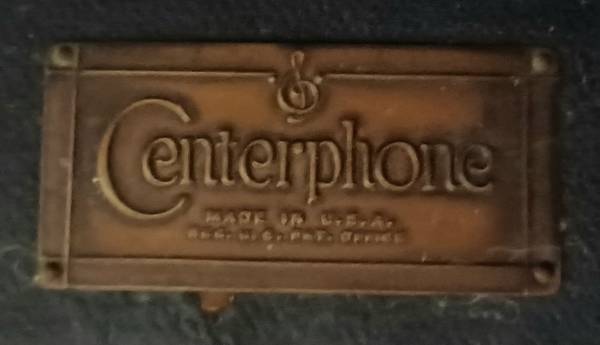 Centerphone
MADE IN U.S.A.
REG. U.S. PAT. OFFICE